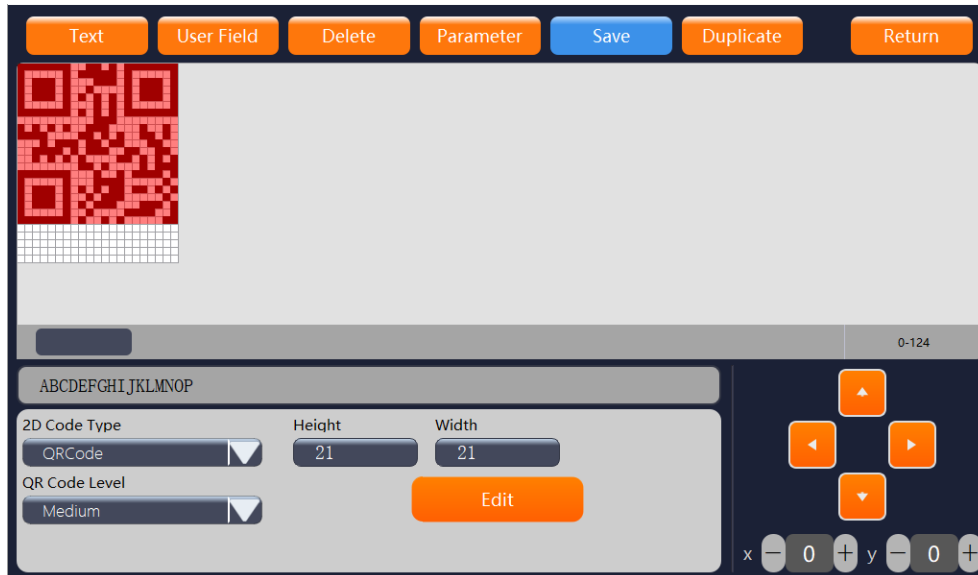 Text User Field Delete Parameter Save Duplicate Return
0-124
ABCDEFGHIJKLMNOP
2D Code Type Height Width
QRCode 21 21
QR Code Level
Medium Edit
x − 0 + y − 0 +